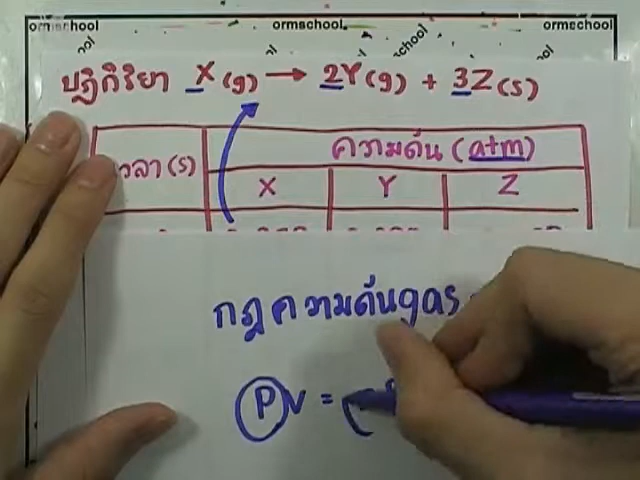 ormschool ormschool ormschool
ปฏิกิริยา X(g) → 2Y(g) + 3Z(s)
เวลา(s) ความดัน (atm)
X Y Z
กฎความดันgas
PV =